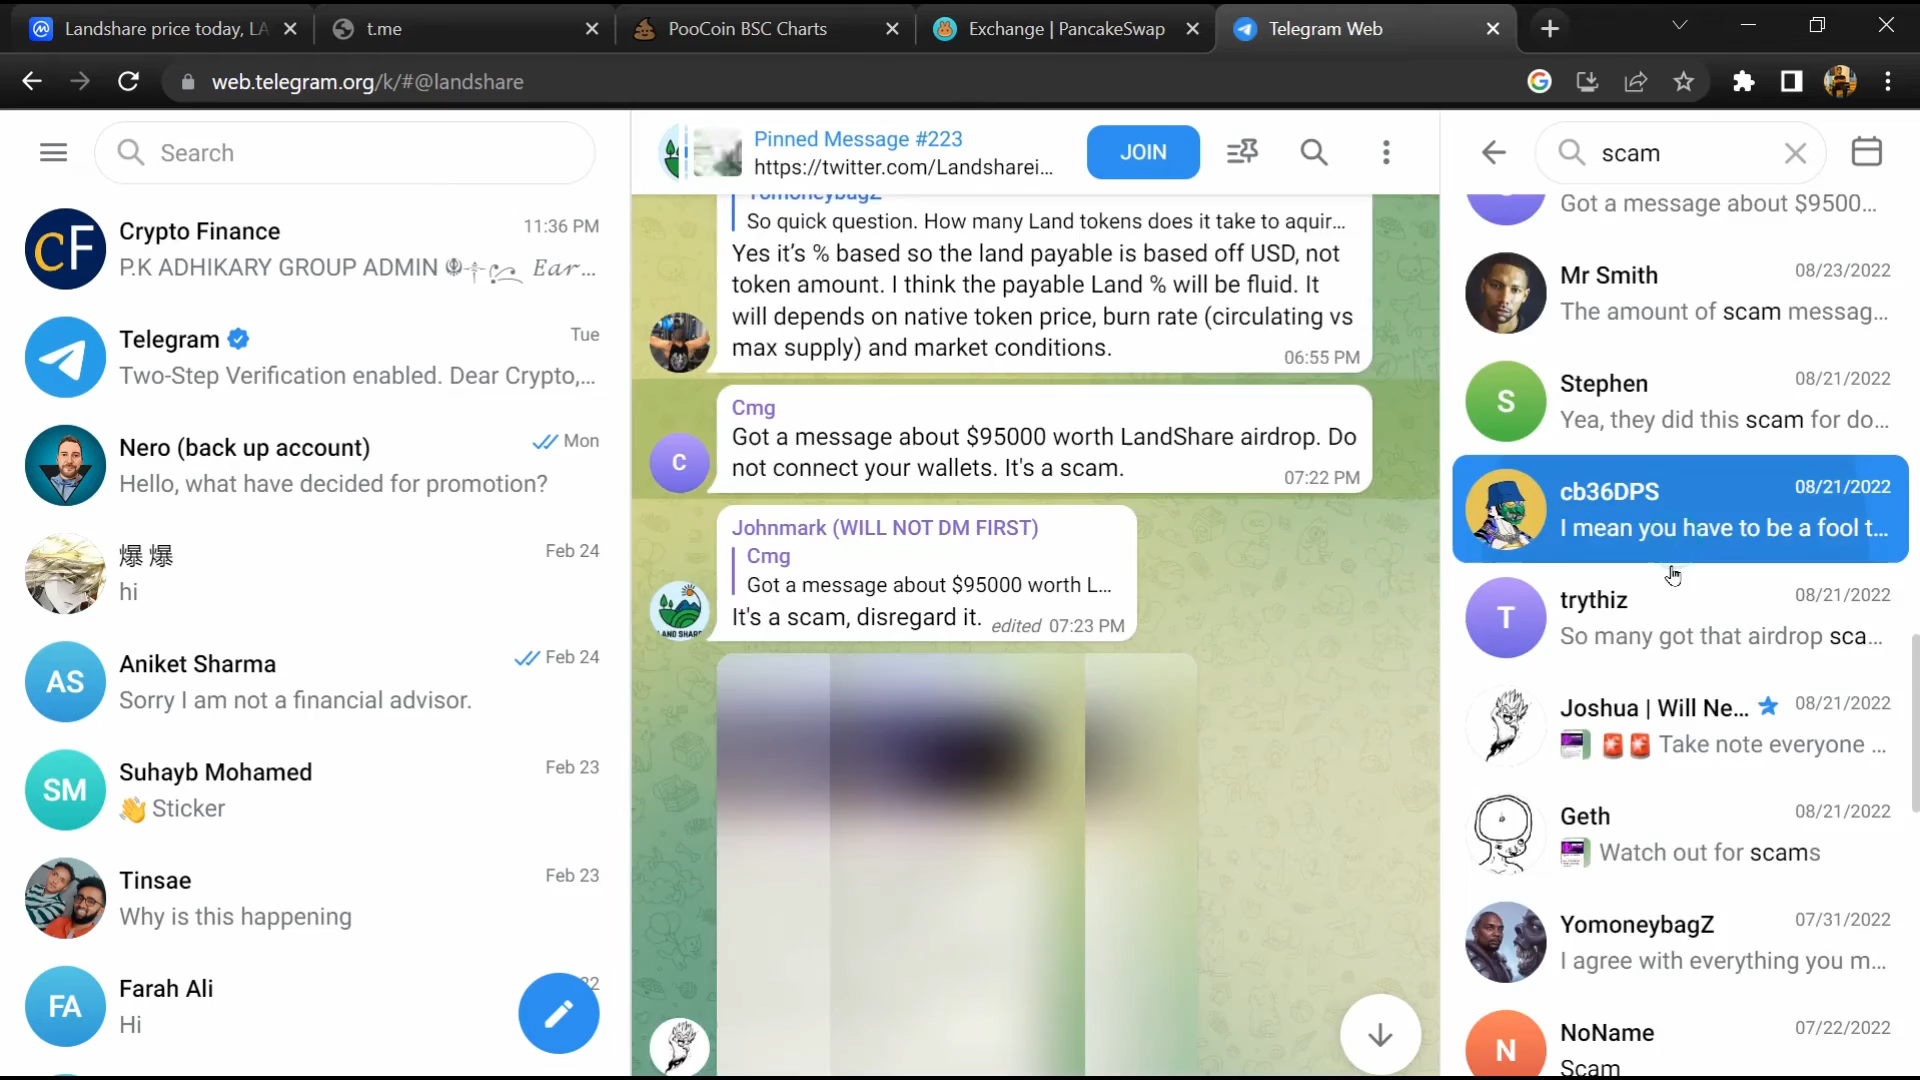 Landshare price today, LA
t.me
PooCoin BSC Charts
Exchange | PancakeSwap
Telegram Web
web.telegram.org/k/#@landshare
Search
Crypto Finance
11:36 PM
P.K ADHIKARY GROUP ADMIN
Ear...
Telegram
Tue
Two-Step Verification enabled. Dear Crypto,...
Nero (back up account)
Mon
Hello, what have decided for promotion?
爆 爆
Feb 24
hi
AS
Aniket Sharma
Feb 24
Sorry I am not a financial advisor.
SM
Suhayb Mohamed
Feb 23
👋 Sticker
Tinsae
Feb 23
Why is this happening
FA
Farah Ali
22
Hi
Pinned Message #223
https://twitter.com/Landsharei...
JOIN
YomoneybagZ
So quick question. How many Land tokens does it take to aquir...
Yes it’s % based so the land payable is based off USD, not
token amount. I think the payable Land % will be fluid. It
will depends on native token price, burn rate (circulating vs
max supply) and market conditions.
06:55 PM
C
Cmg
Got a message about $95000 worth LandShare airdrop. Do
not connect your wallets. It's a scam.
07:22 PM
Johnmark (WILL NOT DM FIRST)
Cmg
Got a message about $95000 worth L...
It's a scam, disregard it.
edited 07:23 PM
LAND SHARE
scam
Got a message about $9500...
Mr Smith
08/23/2022
The amount of scam messag...
S
Stephen
08/21/2022
Yea, they did this scam for do...
cb36DPS
08/21/2022
I mean you have to be a fool t...
T
trythiz
08/21/2022
So many got that airdrop sca...
Joshua | Will Ne...
08/21/2022
🚨🚨 Take note everyone ...
Geth
08/21/2022
Watch out for scams
YomoneybagZ
07/31/2022
I agree with everything you m...
N
NoName
07/22/2022
Scam